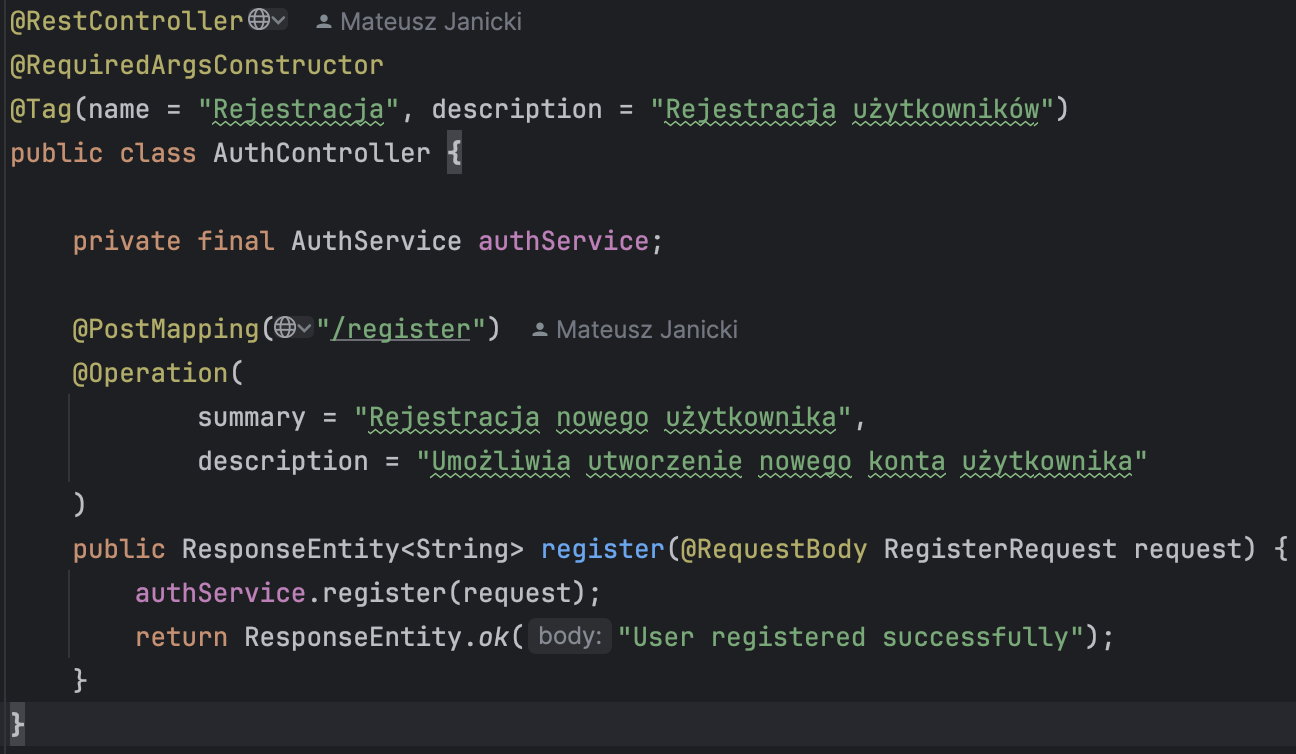 @RestController Mateusz Janicki
@RequiredArgsConstructor
@Tag(name = "Rejestracja", description = "Rejestracja użytkowników")
public class AuthController {
private final AuthService authService;
@PostMapping("/register") Mateusz Janicki
@Operation(
summary = "Rejestracja nowego użytkownika",
description = "Umożliwia utworzenie nowego konta użytkownika"
)
public ResponseEntity<String> register(@RequestBody RegisterRequest request) {
authService.register(request);
return ResponseEntity.ok( body: "User registered successfully");
}
}